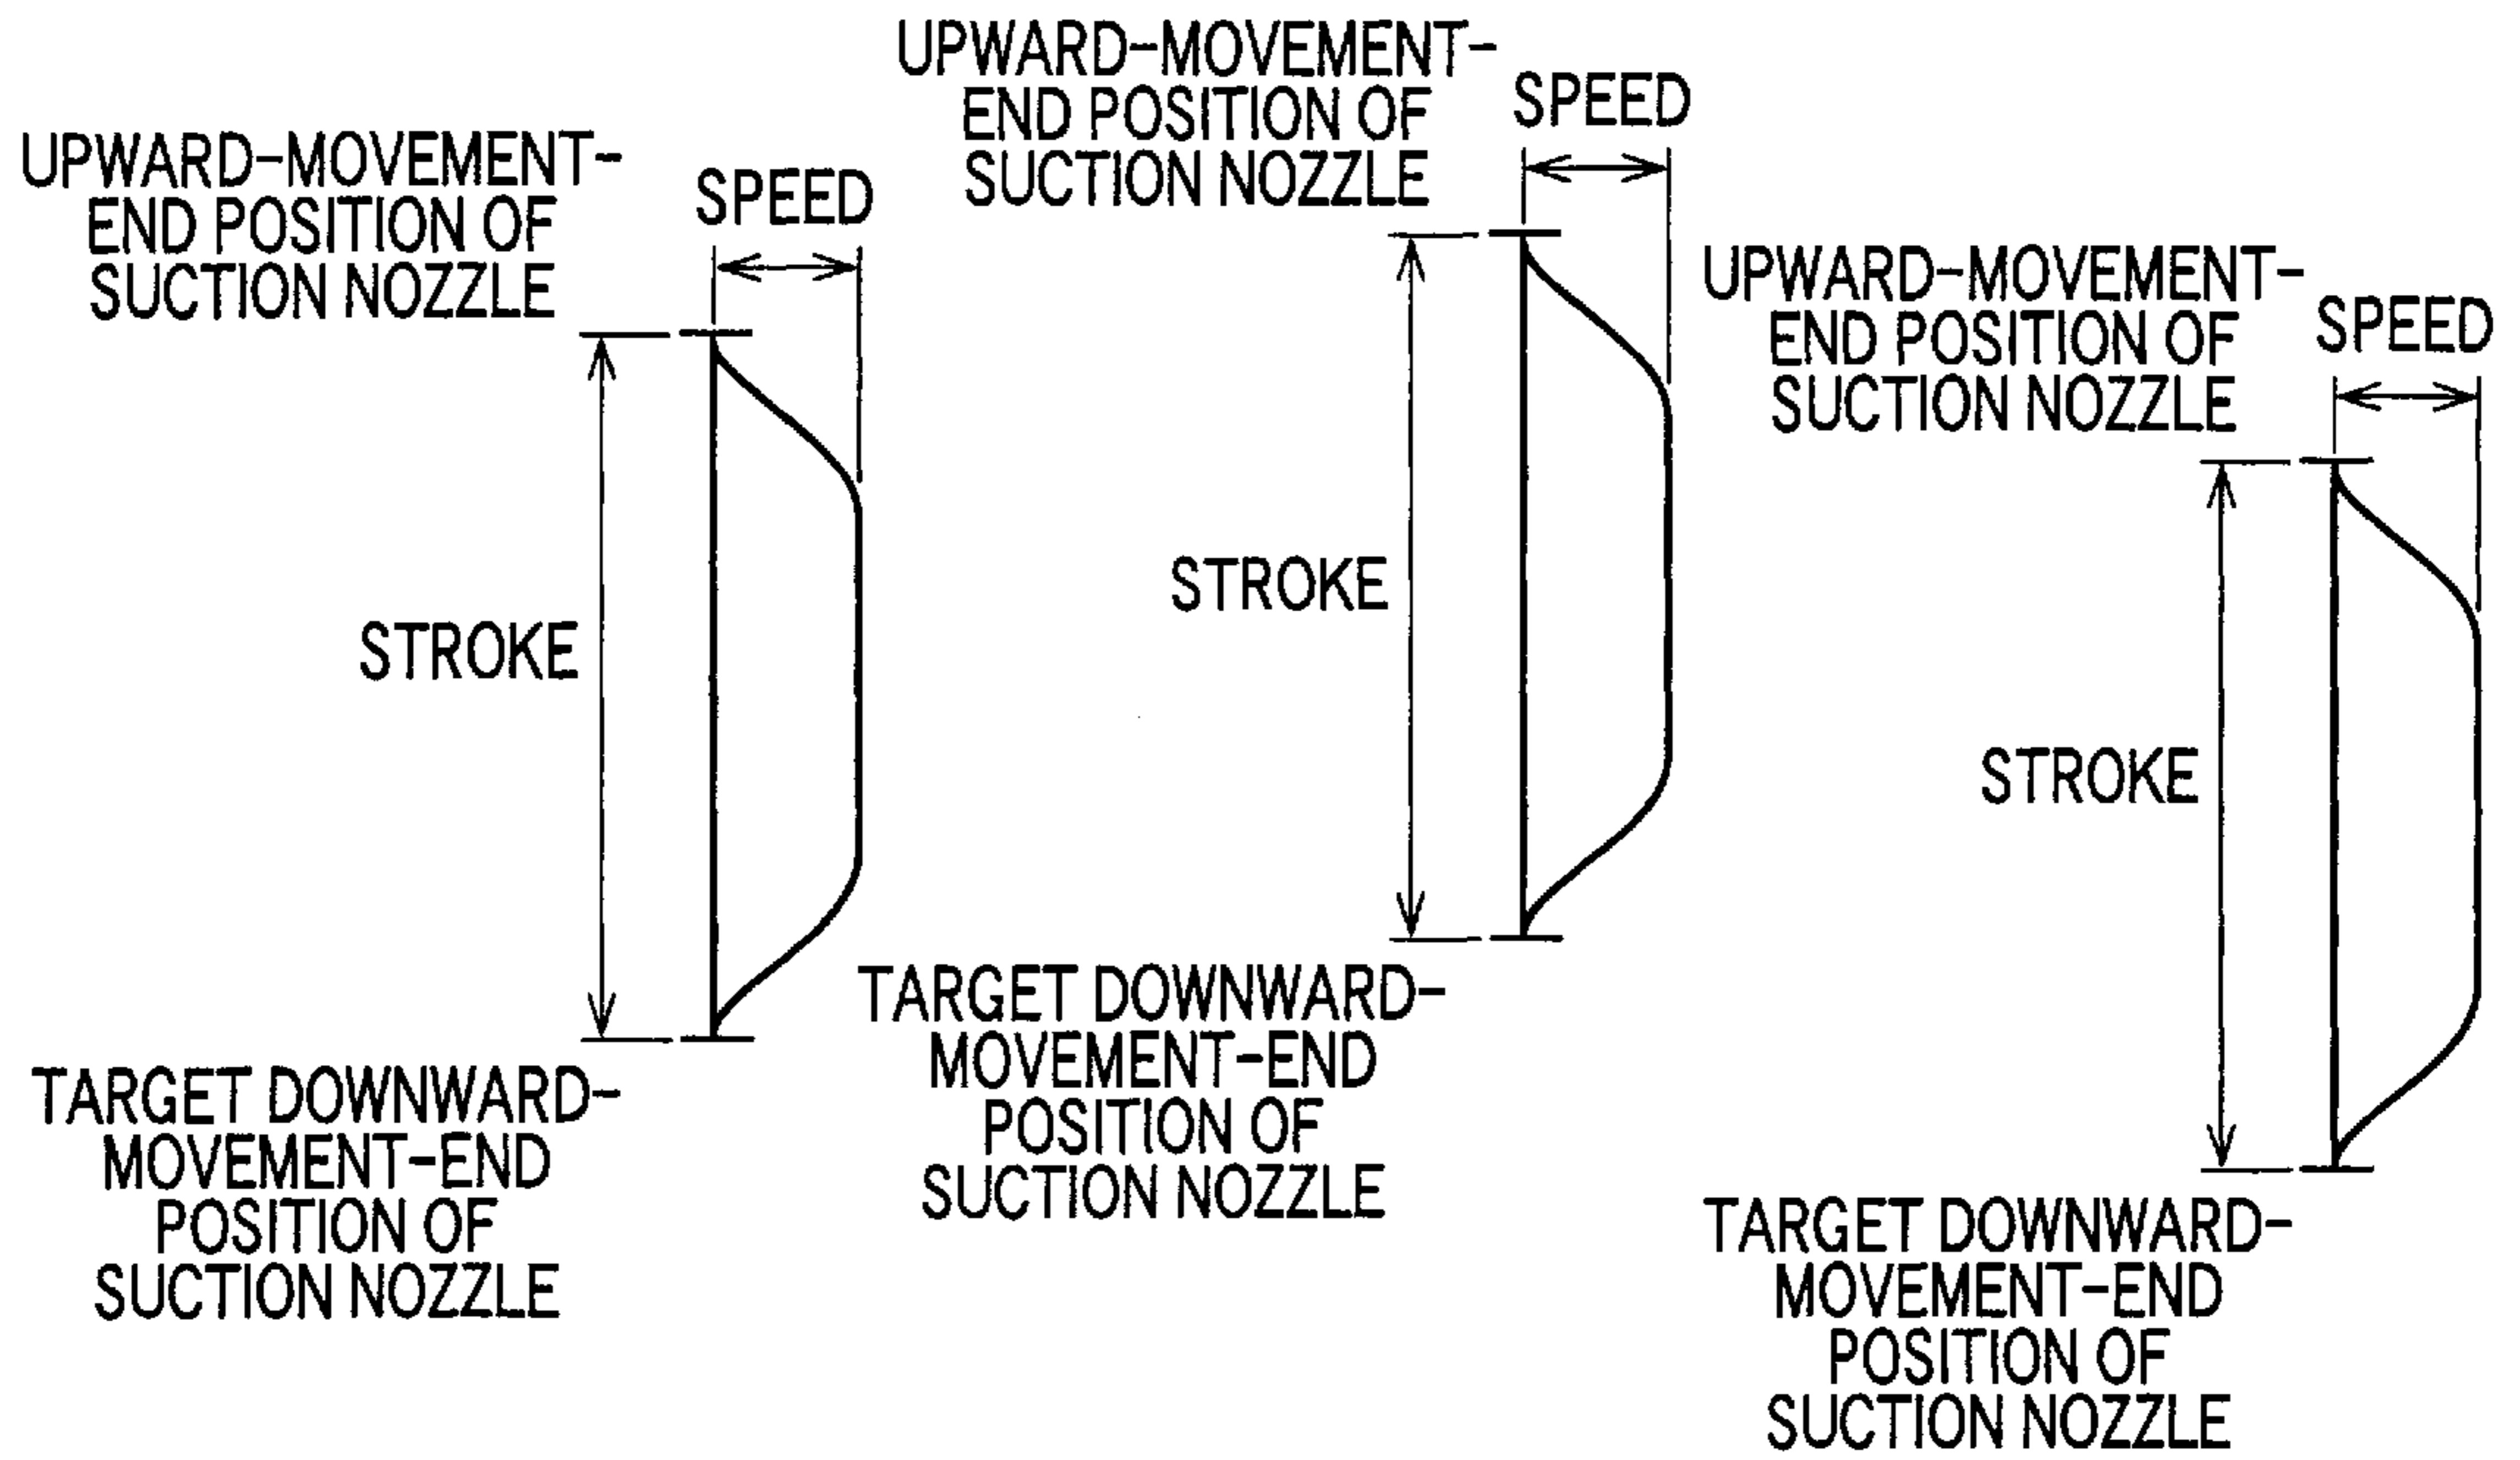 UPWARD-MOVEMENT-
END POSITION OF
SUCTION NOZZLE
SPEED
STROKE
TARGET DOWNWARD-
MOVEMENT-END
POSITION OF
SUCTION NOZZLE
UPWARD-MOVEMENT-
END POSITION OF
SUCTION NOZZLE
SPEED
STROKE
TARGET DOWNWARD-
MOVEMENT-END
POSITION OF
SUCTION NOZZLE
UPWARD-MOVEMENT-
END POSITION OF
SUCTION NOZZLE
SPEED
STROKE
TARGET DOWNWARD-
MOVEMENT-END
POSITION OF
SUCTION NOZZLE